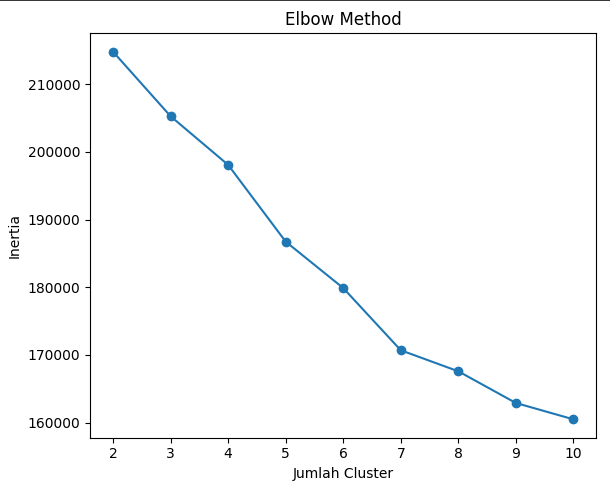 Elbow Method
210000
200000
190000
180000
170000
160000
Inertia
2 3 4 5 6 7 8 9 10
Jumlah Cluster